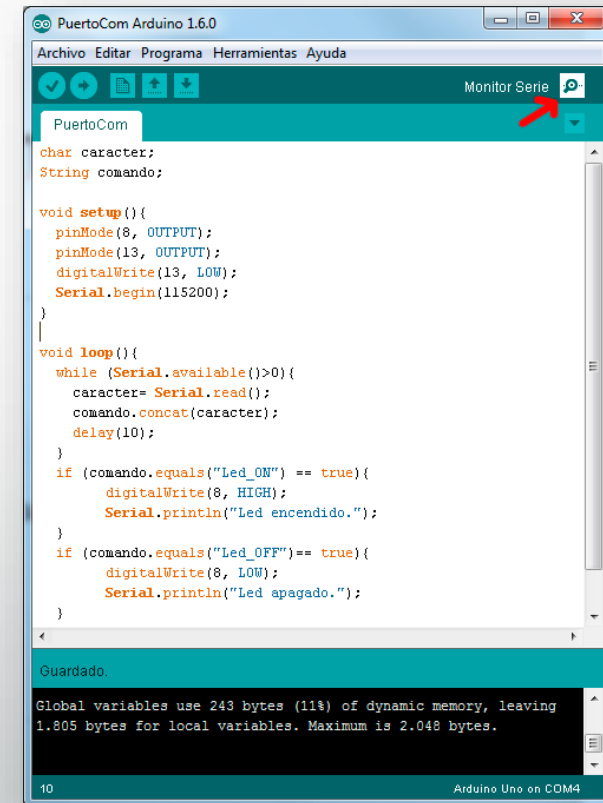 PuertoCom Arduino 1.6.0
Archivo Editar Programa Herramientas Ayuda
Monitor Serie
PuertoCom
char caracter;
String comando;
void setup(){
pinMode(8, OUTPUT);
pinMode(13, OUTPUT);
digitalWrite(13, LOW);
Serial.begin(115200);
}
void loop(){
while (Serial.available()>0){
caracter= Serial.read();
comando.concat(caracter);
delay(10);
}
if (comando.equals("Led_ON") == true){
digitalWrite(8, HIGH);
Serial.println("Led encendido.");
}
if (comando.equals("Led_OFF")== true){
digitalWrite(8, LOW);
Serial.println("Led apagado.");
}
Guardado.
Global variables use 243 bytes (11%) of dynamic memory, leaving
1.805 bytes for local variables. Maximum is 2.048 bytes.
10
Arduino Uno on COM4